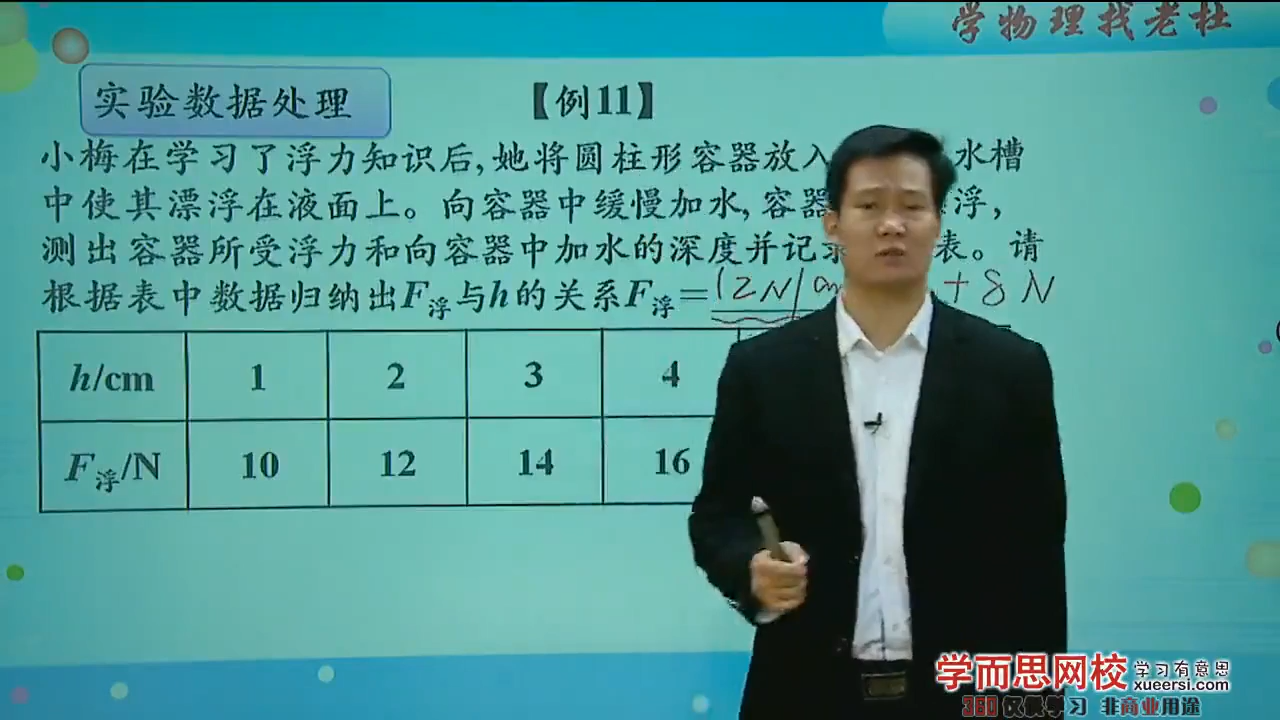 学物理找老杜
实验数据处理
【例11】
小梅在学习了浮力知识后,她将圆柱形容器放入 水槽
中使其漂浮在液面上。向容器中缓慢加水,容器 浮,
测出容器所受浮力和向容器中加水的深度并记录 表。请
根据表中数据归纳出F浮与h的关系F浮= (2N/cm +8N
h/cm 1 2 3 4
F浮/N 10 12 14 16
学而思网校 学习有意思
xueersi.com
360 仅供学习 非商业用途